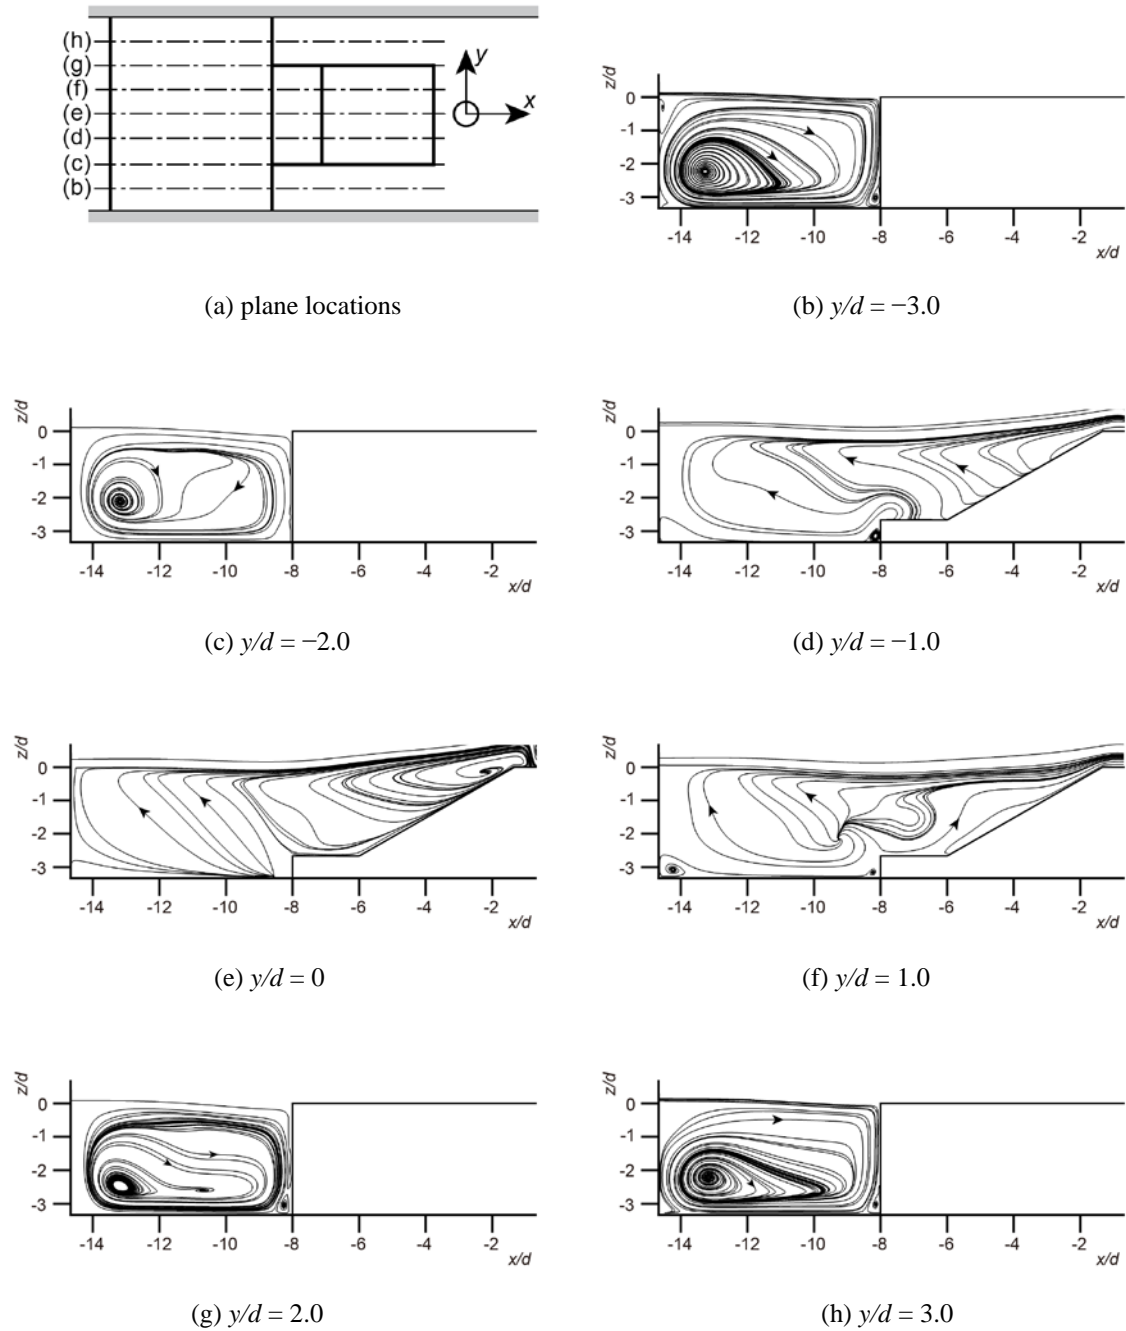 (h)
(g)
(f)
(e)
(d)
(c)
(b)
y
x
(a) plane locations
z/d
0
-1
-2
-3
-14 -12 -10 -8 -6 -4 -2
x/d
(b) y/d = −3.0
z/d
0
-1
-2
-3
-14 -12 -10 -8 -6 -4 -2
x/d
(c) y/d = −2.0
z/d
0
-1
-2
-3
-14 -12 -10 -8 -6 -4 -2
x/d
(d) y/d = −1.0
z/d
0
-1
-2
-3
-14 -12 -10 -8 -6 -4 -2
x/d
(e) y/d = 0
z/d
0
-1
-2
-3
-14 -12 -10 -8 -6 -4 -2
x/d
(f) y/d = 1.0
z/d
0
-1
-2
-3
-14 -12 -10 -8 -6 -4 -2
x/d
(g) y/d = 2.0
z/d
0
-1
-2
-3
-14 -12 -10 -8 -6 -4 -2
x/d
(h) y/d = 3.0